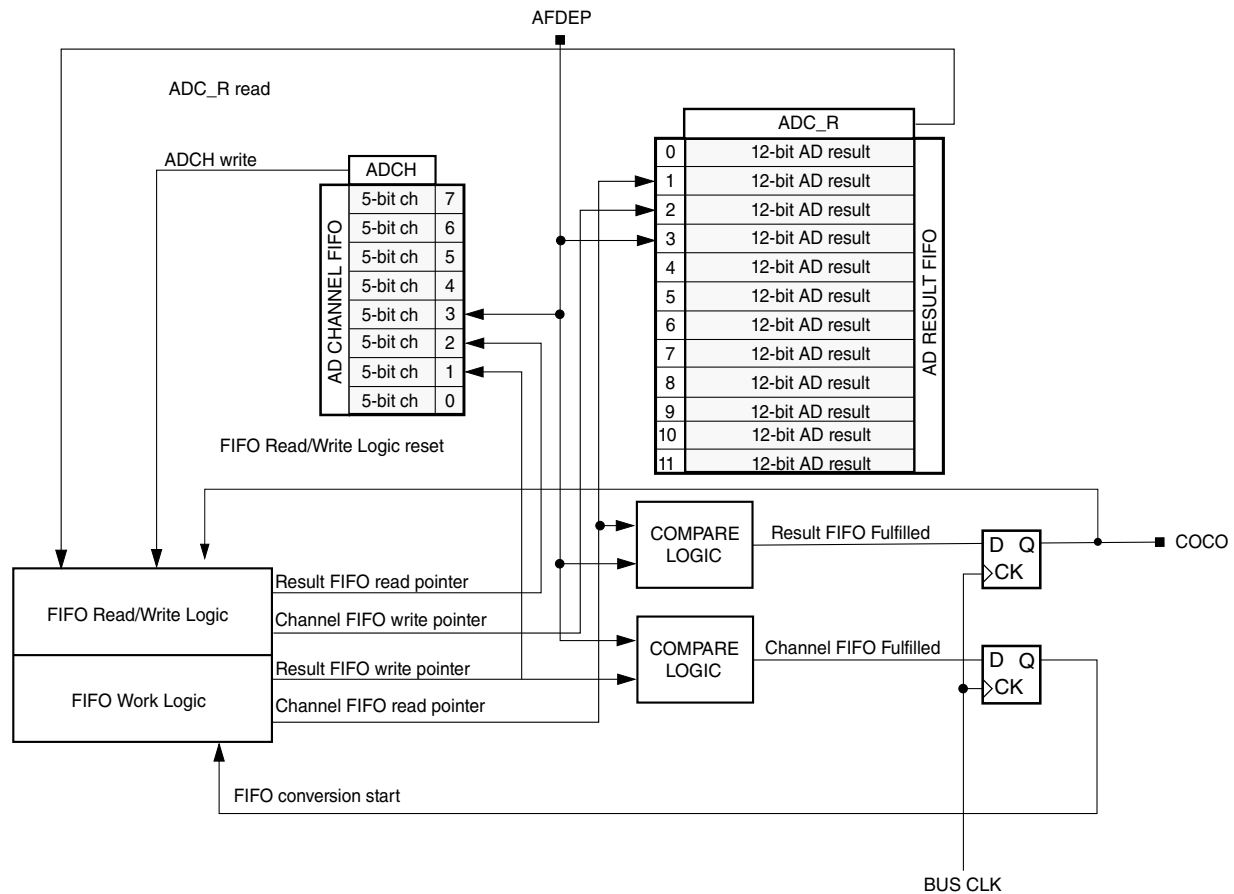 AFDEP
ADC_R read
ADC_R
0 12-bit AD result
1 12-bit AD result
2 12-bit AD result
3 12-bit AD result
4 12-bit AD result
5 12-bit AD result
6 12-bit AD result
7 12-bit AD result
8 12-bit AD result
9 12-bit AD result
10 12-bit AD result
11 12-bit AD result
AD RESULT FIFO
ADCH write
ADCH
5-bit ch 7
5-bit ch 6
5-bit ch 5
5-bit ch 4
5-bit ch 3
5-bit ch 2
5-bit ch 1
5-bit ch 0
AD CHANNEL FIFO
FIFO Read/Write Logic reset
COMPARE
LOGIC
Result FIFO Fulfilled
D Q
CK
COCO
FIFO Read/Write Logic
Result FIFO read pointer
Channel FIFO write pointer
COMPARE
LOGIC
Channel FIFO Fulfilled
D Q
CK
FIFO Work Logic
Result FIFO write pointer
Channel FIFO read pointer
FIFO conversion start
BUS CLK